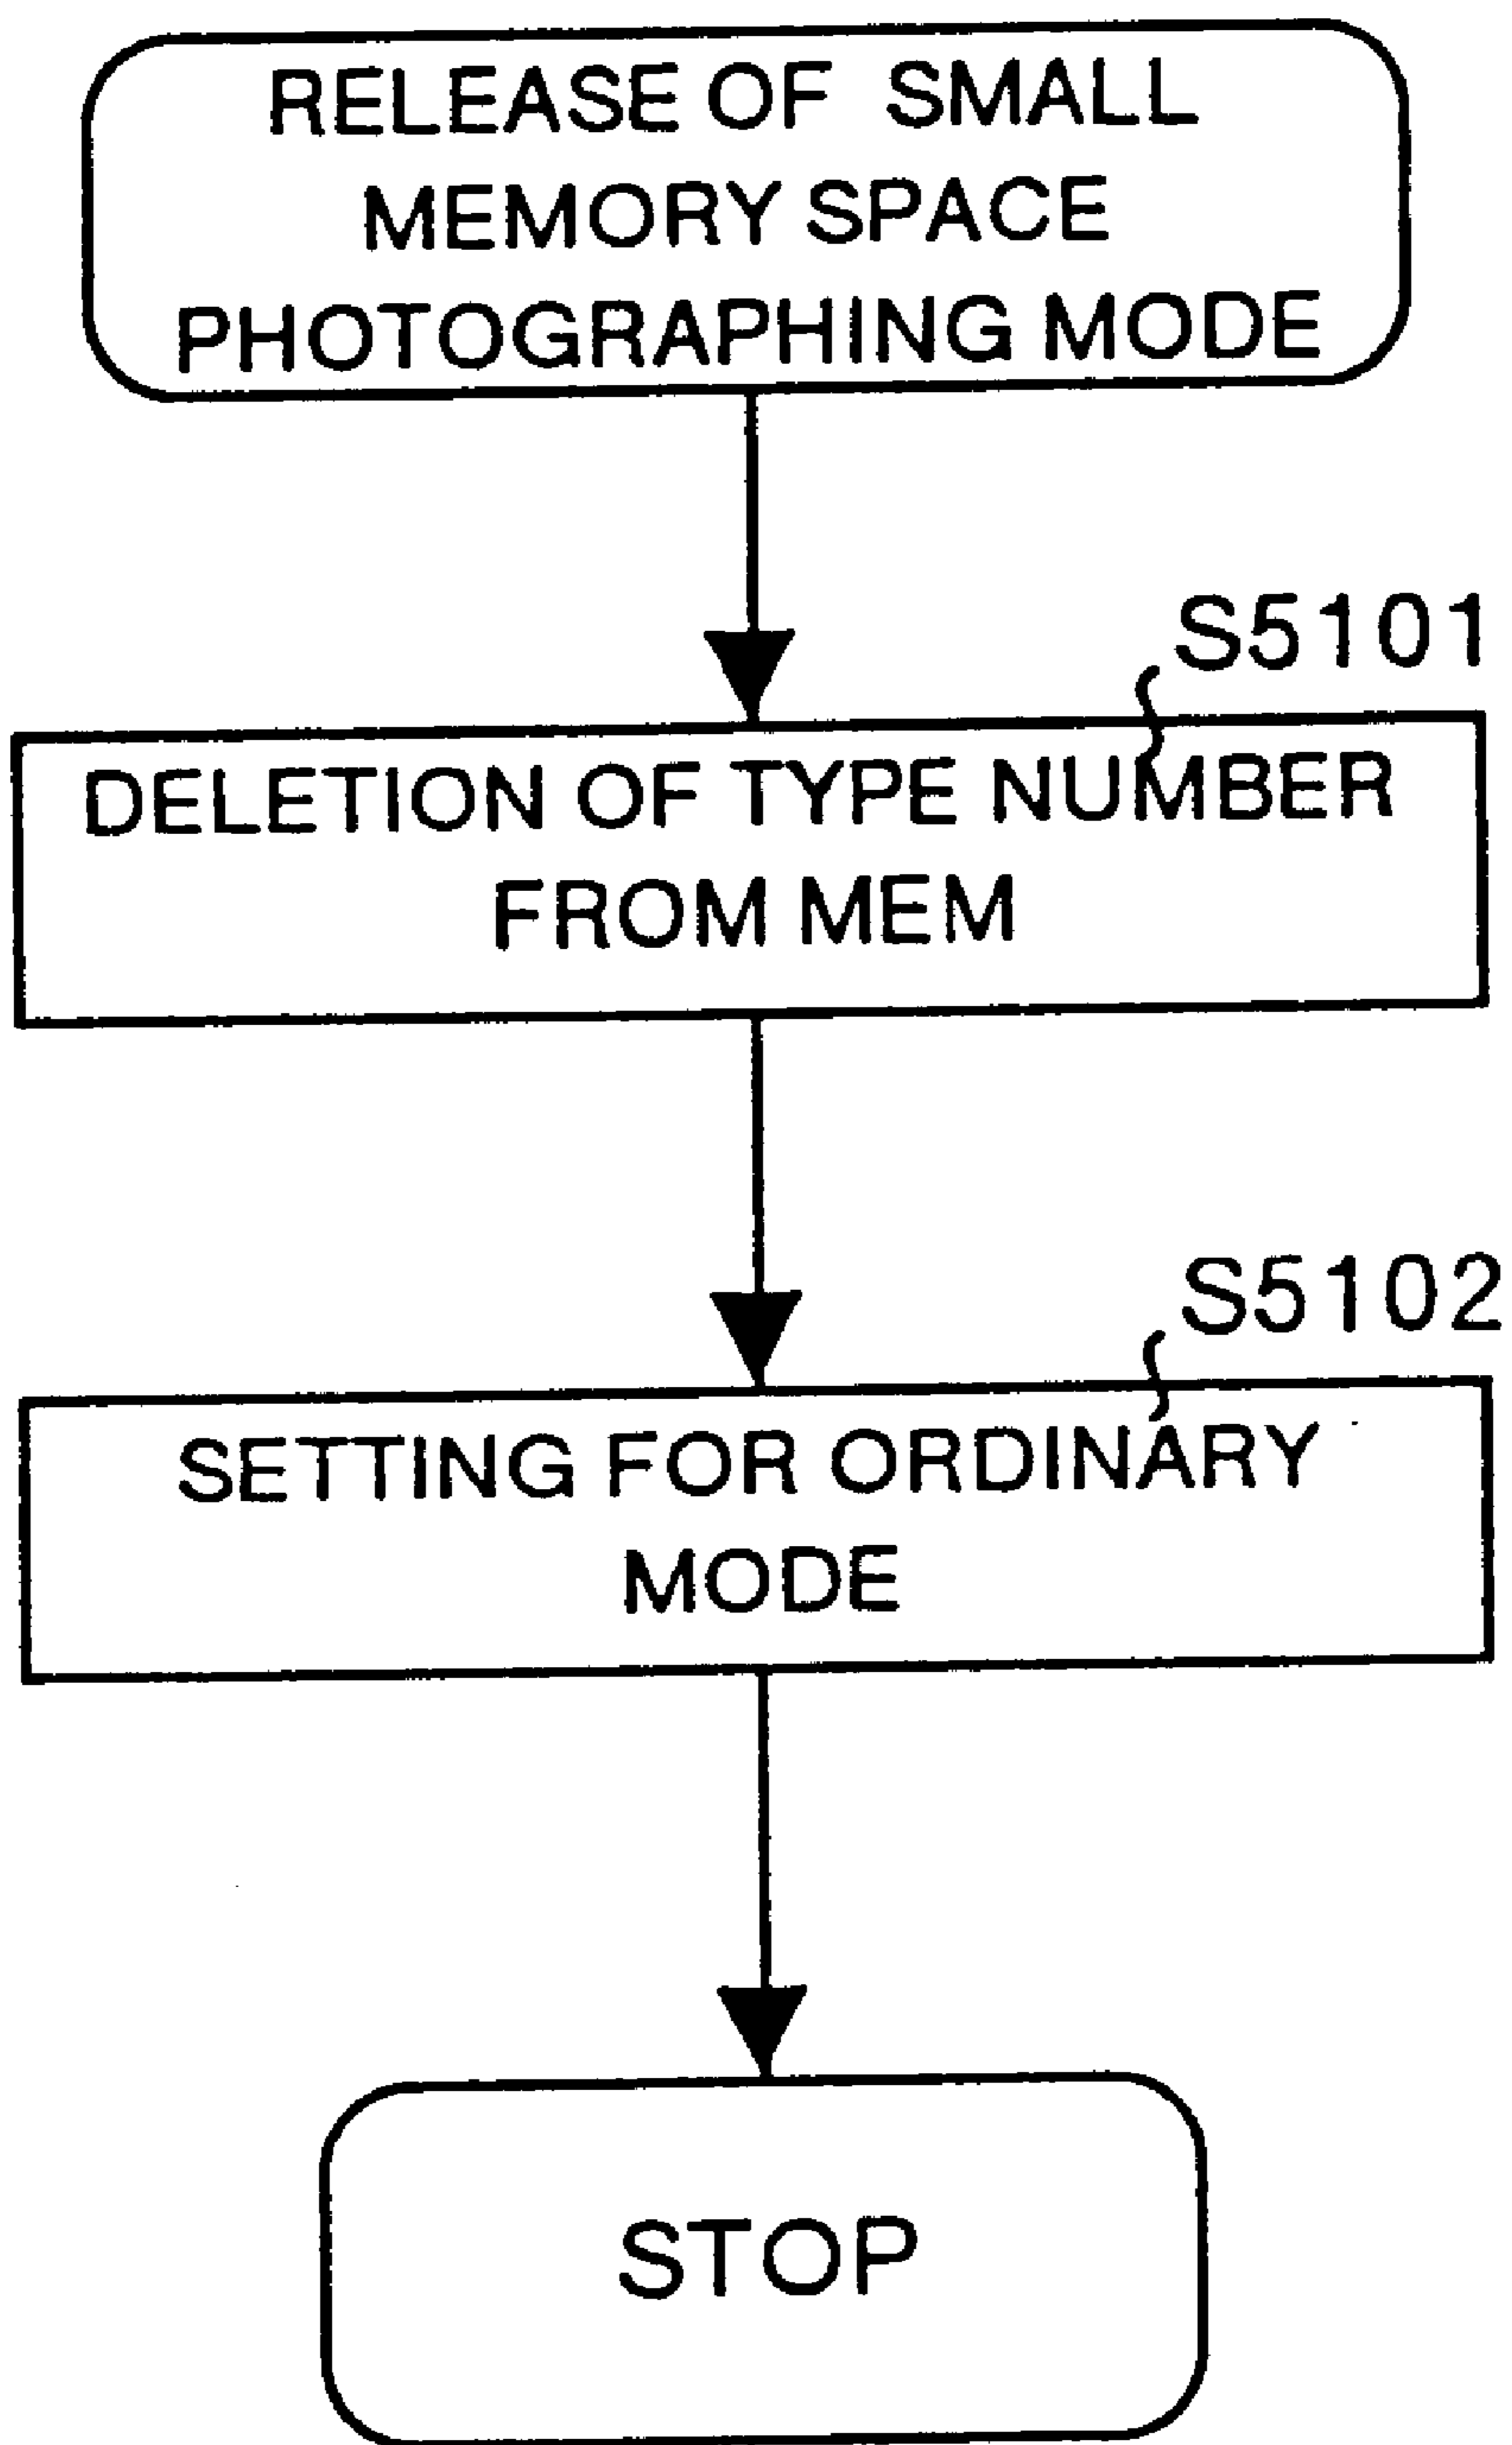 RELEASE OF SMALL
MEMORY SPACE
PHOTOGRAPHING MODE
S5101
DELETION OF TYPE NUMBER
FROM MEM
S5102
SETTING FOR ORDINARY
MODE
STOP